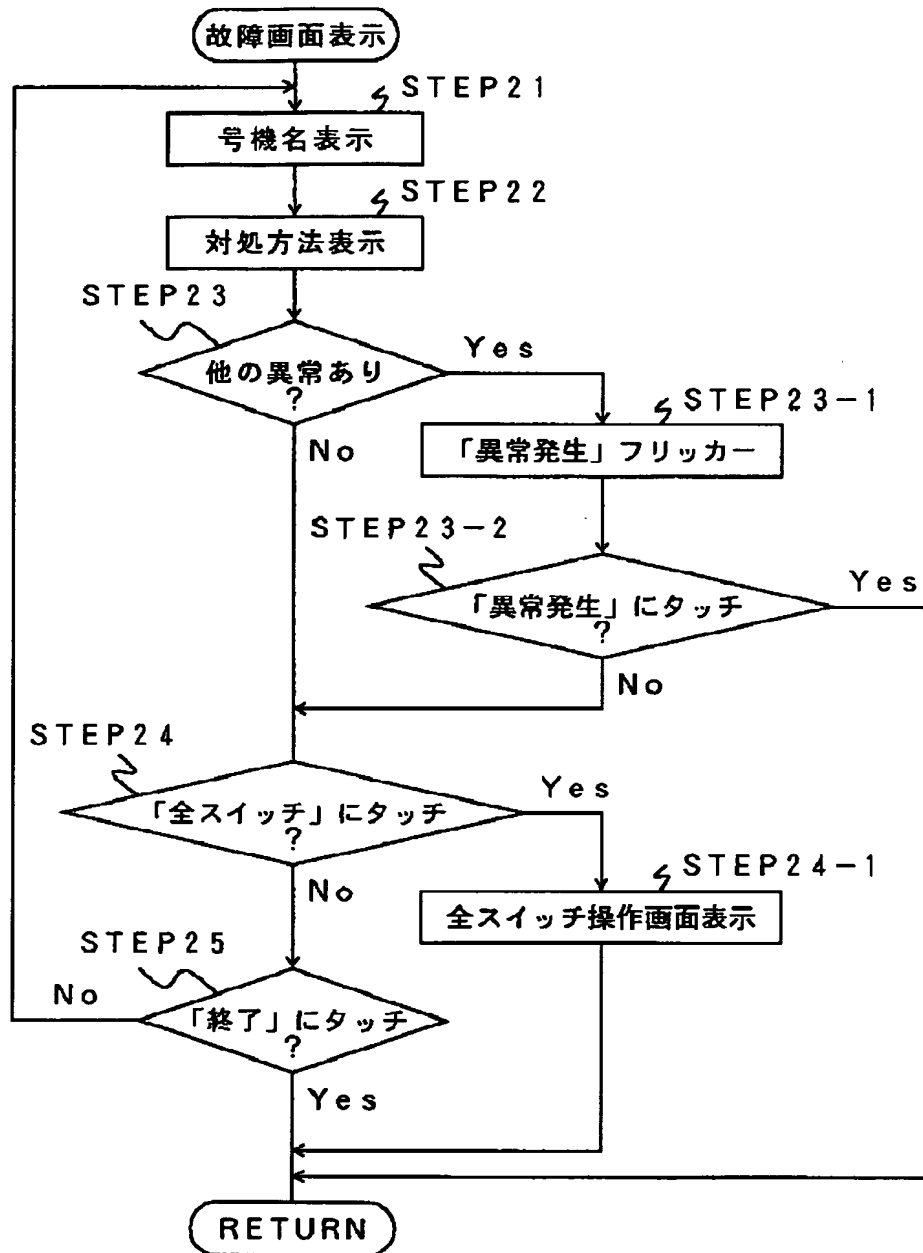 故障画面表示
STEP21
号機名表示
STEP22
対処方法表示
STEP23
他の異常あり
?
Yes
No
STEP23-1
「異常発生」フリッカー
STEP23-2
「異常発生」にタッチ
?
Yes
No
STEP24
「全スイッチ」にタッチ
?
Yes
No
STEP24-1
全スイッチ操作画面表示
STEP25
「終了」にタッチ
?
No
Yes
RETURN